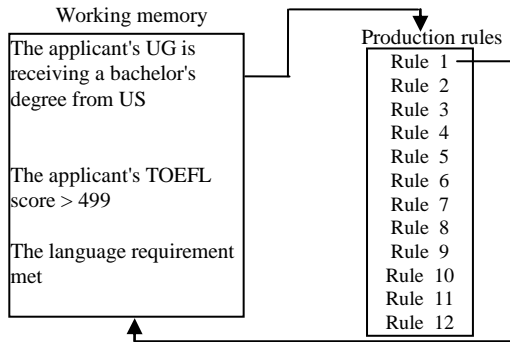 Working memory
The applicant's UG is
receiving a bachelor's
degree from US
The applicant's TOEFL
score > 499
The language requirement
met
Production rules
Rule 1
Rule 2
Rule 3
Rule 4
Rule 5
Rule 6
Rule 7
Rule 8
Rule 9
Rule 10
Rule 11
Rule 12